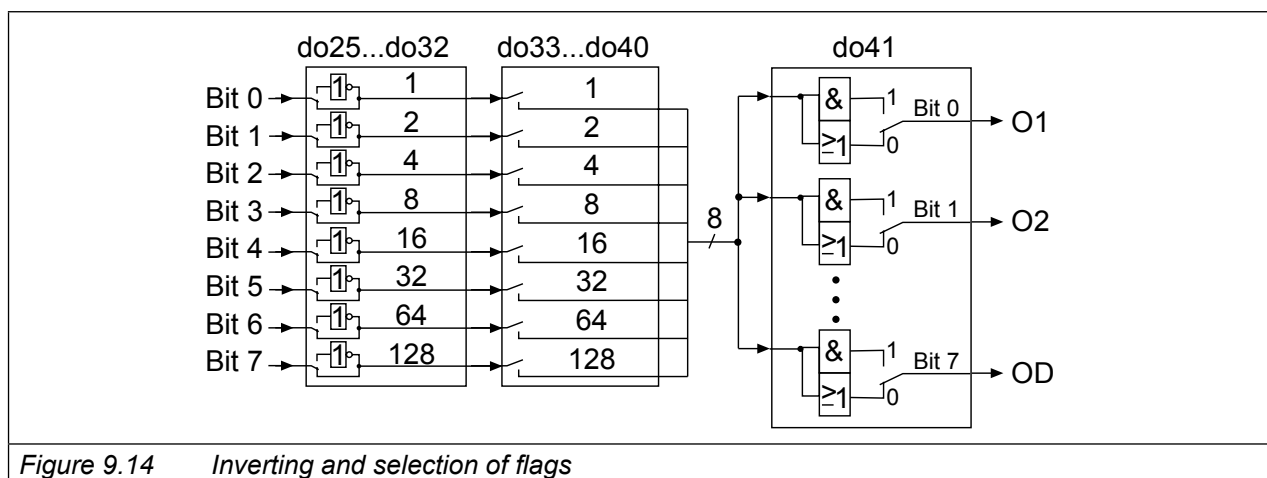 do25...do32 do33...do40 do41
Bit 0 1 1 1 & 1 Bit 0 O1
≥1 0
Bit 1 1 2 2
Bit 2 1 4 4
Bit 3 1 8 8 8 & 1 Bit 1 O2
Bit 4 1 16 16 ≥1 0
Bit 5 1 32 32
Bit 6 1 64 64
Bit 7 1 128 128 & 1 Bit 7 OD
≥1 0
Figure 9.14 Inverting and selection of flags